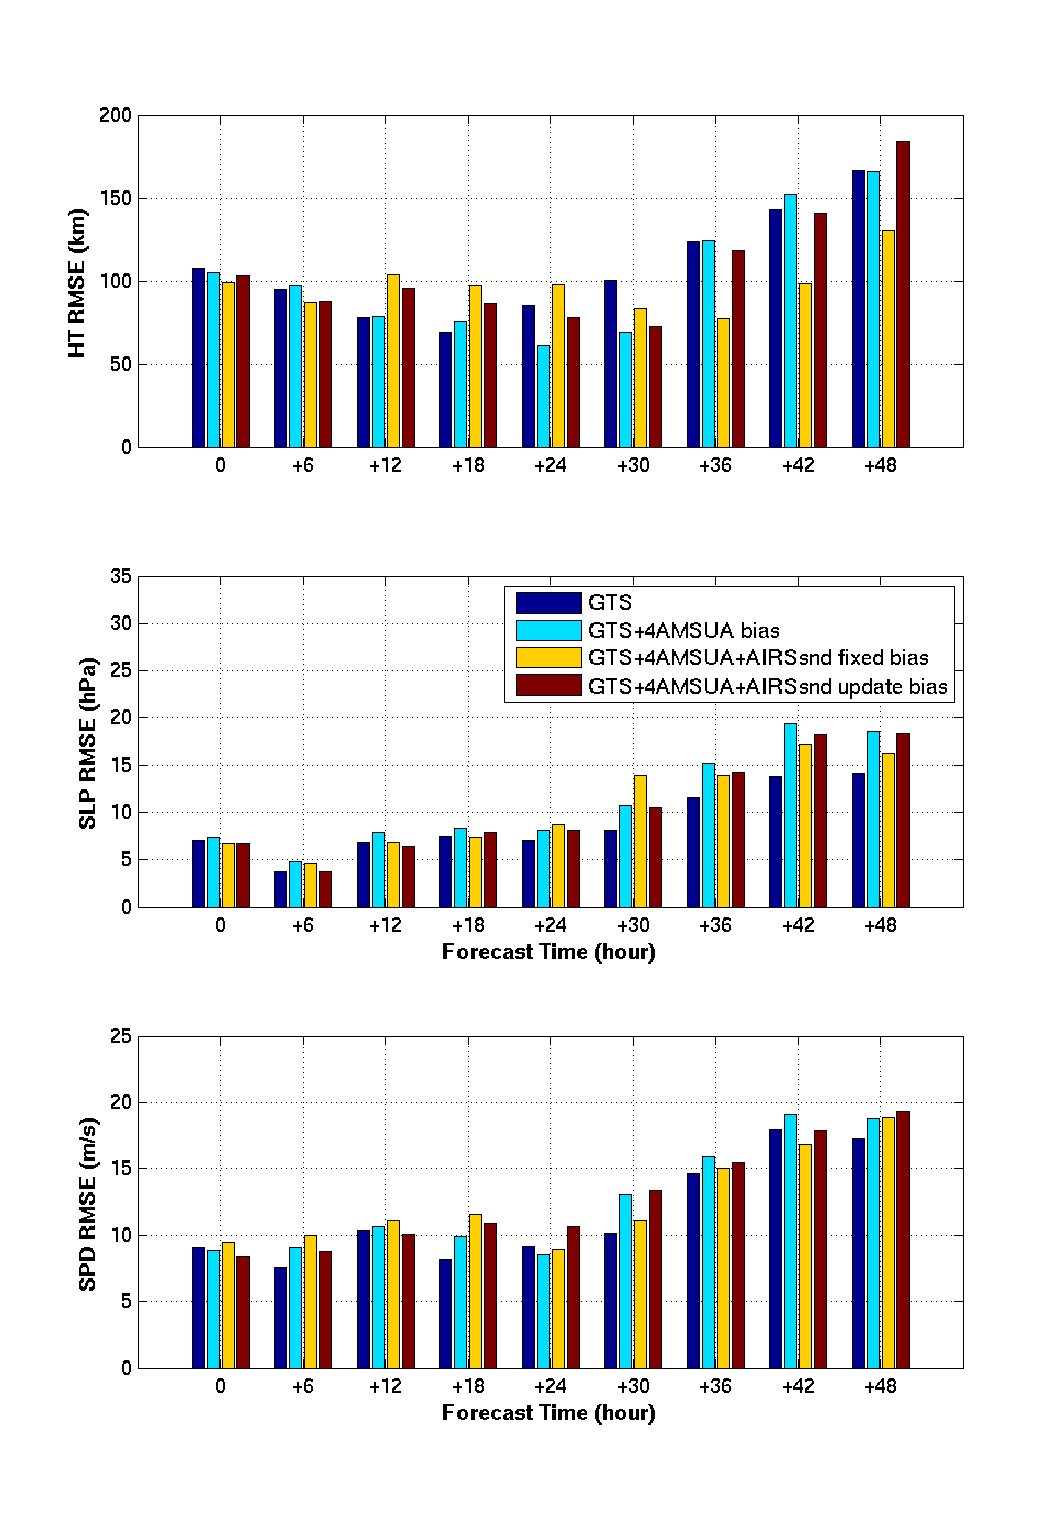 200
150
100
50
0
HT RMSE (km)
0 +6 +12 +18 +24 +30 +36 +42 +48
35
30
25
20
15
10
5
0
SLP RMSE (hPa)
GTS
GTS+4AMSUA bias
GTS+4AMSUA+AIRSsnd fixed bias
GTS+4AMSUA+AIRSsnd update bias
0 +6 +12 +18 +24 +30 +36 +42 +48
Forecast Time (hour)
25
20
15
10
5
0
SPD RMSE (m/s)
0 +6 +12 +18 +24 +30 +36 +42 +48
Forecast Time (hour)